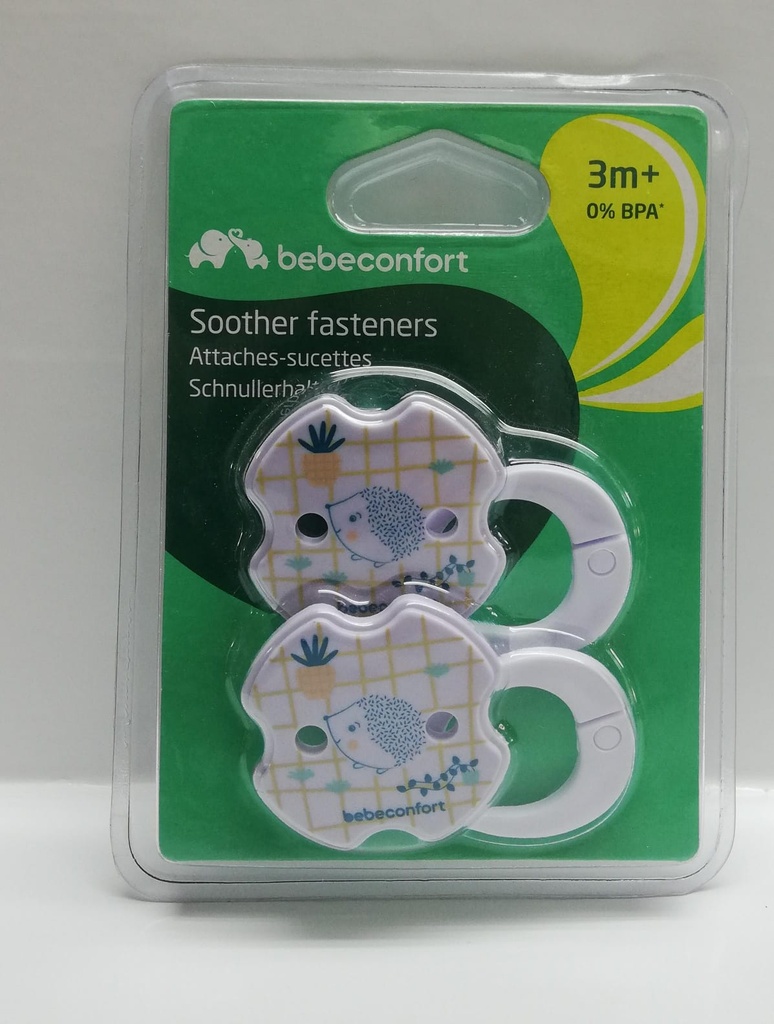 3m+
0% BPA*
bebeconfort
Soother fasteners
Attaches-sucettes
bebeconfort